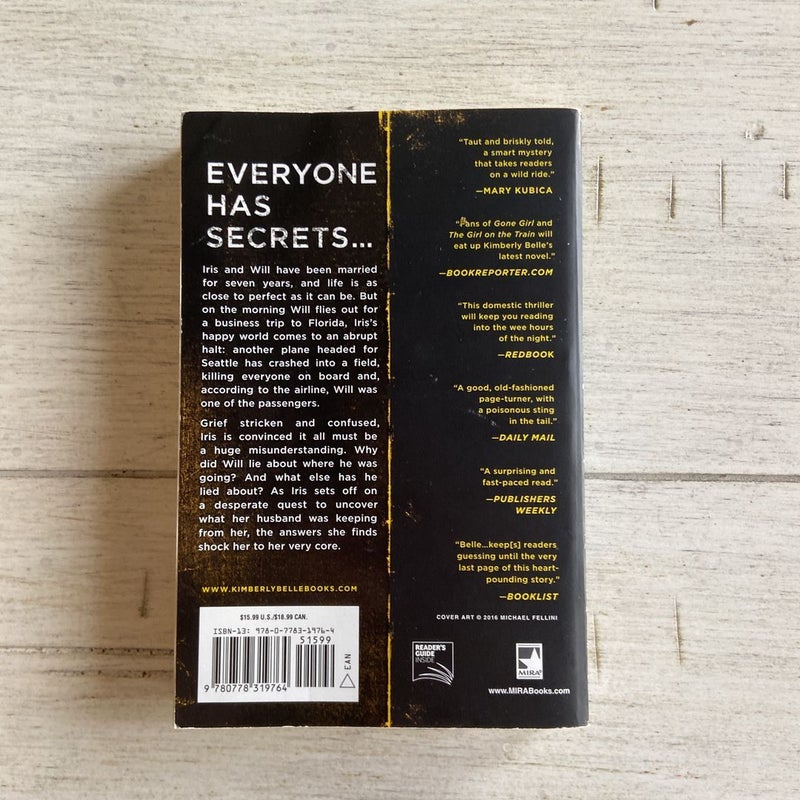 EVERYONE
HAS
SECRETS...
Iris and Will have been married
for seven years, and life is as
close to perfect as it can be. But
on the morning Will flies out for
a business trip to Florida, Iris's
happy world comes to an abrupt
halt: another plane headed for
Seattle has crashed into a field,
killing everyone on board and,
according to the airline, Will was
one of the passengers.
Grief stricken and confused,
Iris is convinced it all must be
a huge misunderstanding. Why
did Will lie about where he was
going? And what else has he
lied about? As Iris sets off on
a desperate quest to uncover
what her husband was keeping
from her, the answers she finds
shock her to her very core.
WWW.KIMBERLYBELLEBOOKS.COM
$15.99 U.S./$18.99 CAN.
ISBN-13: 978-0-7783-1976-4
51599
EAN
9 780778 319764
"Taut and briskly told,
a smart mystery
that takes readers
on a wild ride."
—MARY KUBICA
"Fans of Gone Girl and
The Girl on the Train will
eat up Kimberly Belle's
latest novel."
—BOOKREPORTER.COM
"This domestic thriller
will keep you reading
into the wee hours
of the night."
—REDBOOK
"A good, old-fashioned
page-turner, with
a poisonous sting
in the tail."
—DAILY MAIL
"A surprising and
fast-paced read."
—PUBLISHERS
WEEKLY
"Belle...keep[s] readers
guessing until the very
last page of this heart-
pounding story."
—BOOKLIST
COVER ART © 2016 MICHAEL FELLINI
READER'S
GUIDE
INSIDE
MIRA®
www.MIRABooks.com